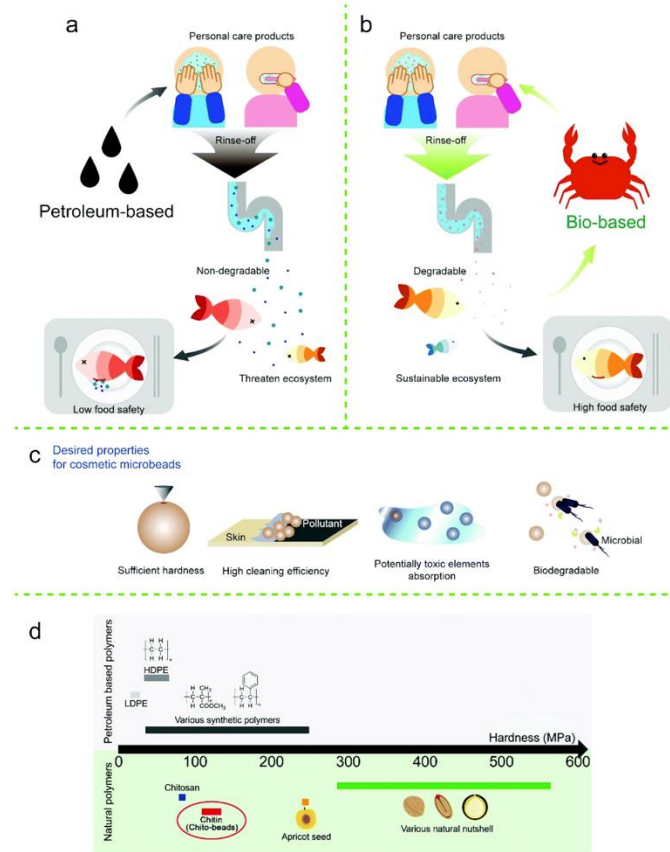 a
Personal care products
Rinse-off
Petroleum-based
Non-degradable
Threaten ecosystem
Low food safety
b
Personal care products
Rinse-off
Bio-based
Degradable
Sustainable ecosystem
High food safety
c
Desired properties
for cosmetic microbeads
Sufficient hardness
Skin
Pollutant
High cleaning efficiency
Potentially toxic elements
absorption
Microbial
Biodegradable
d
Petroleum based polymers
H H
C-C
H H
n
HDPE
LDPE
H CH₃
C-C
H COOCH₃
n
H
C-C
H H
n
Various synthetic polymers
Hardness (MPa)
0 100 200 300 400 500 600
Natural polymers
Chitosan
Chitin
(Chito-beads)
Apricot seed
Various natural nutshell